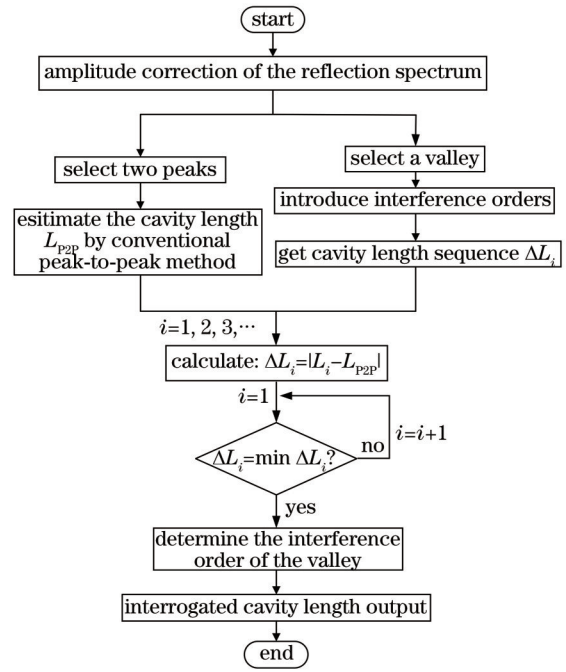 start
amplitude correction of the reflection spectrum
select two peaks
select a valley
esitimate the cavity length
L_P2P by conventional
peak-to-peak method
introduce interference orders
get cavity length sequence ΔL_i
i=1, 2, 3,···
calculate: ΔL_i=|L_i−L_P2P|
i=1
ΔL_i=min ΔL_i?
no
i=i+1
yes
determine the interference
order of the valley
interrogated cavity length output
end